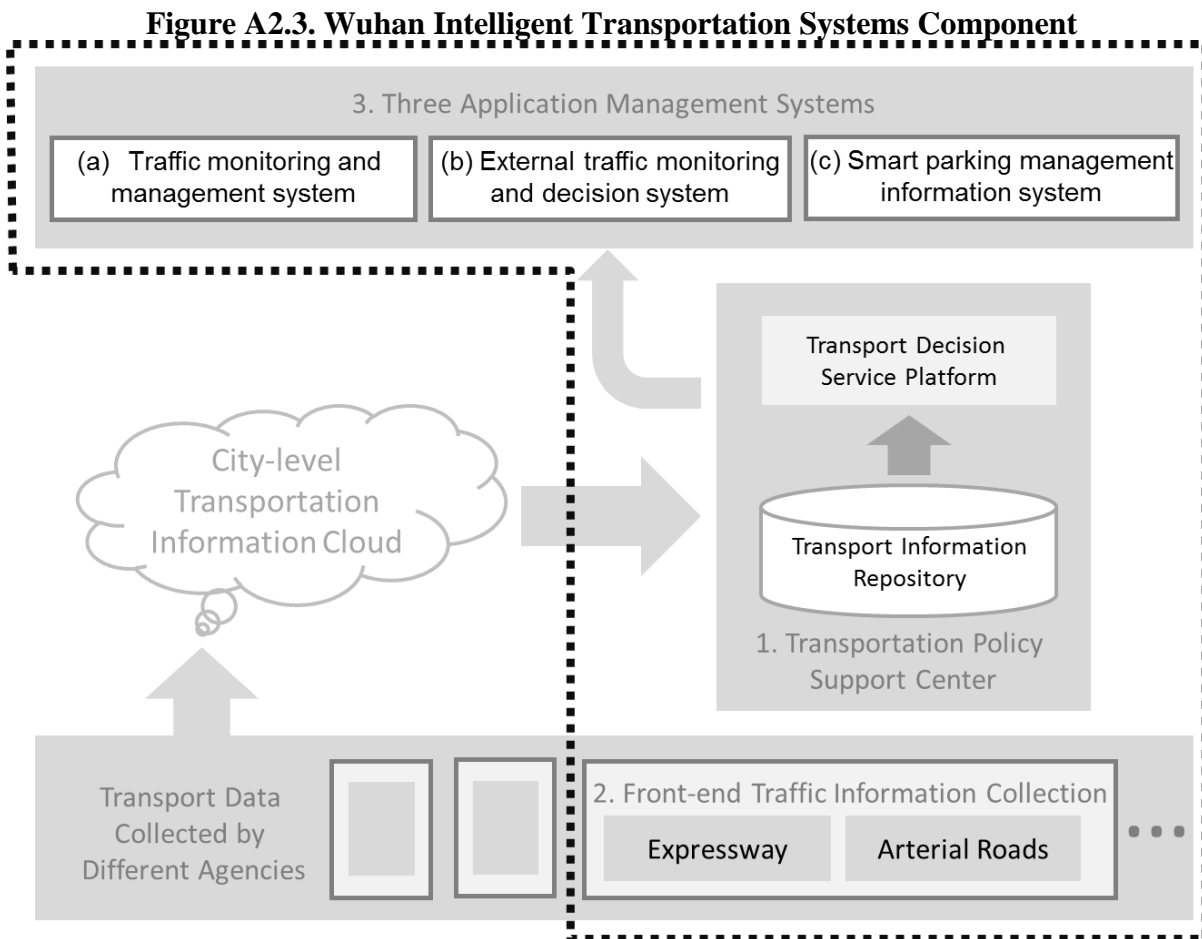 Figure A2.3. Wuhan Intelligent Transportation Systems Component
3. Three Application Management Systems
(a) Traffic monitoring and
management system
(b) External traffic monitoring
and decision system
(c) Smart parking management
information system
Transport Decision
Service Platform
City-level
Transportation
Information Cloud
Transport Information
Repository
1. Transportation Policy
Support Center
Transport Data
Collected by
Different Agencies
2. Front-end Traffic Information Collection
Expressway
Arterial Roads
...